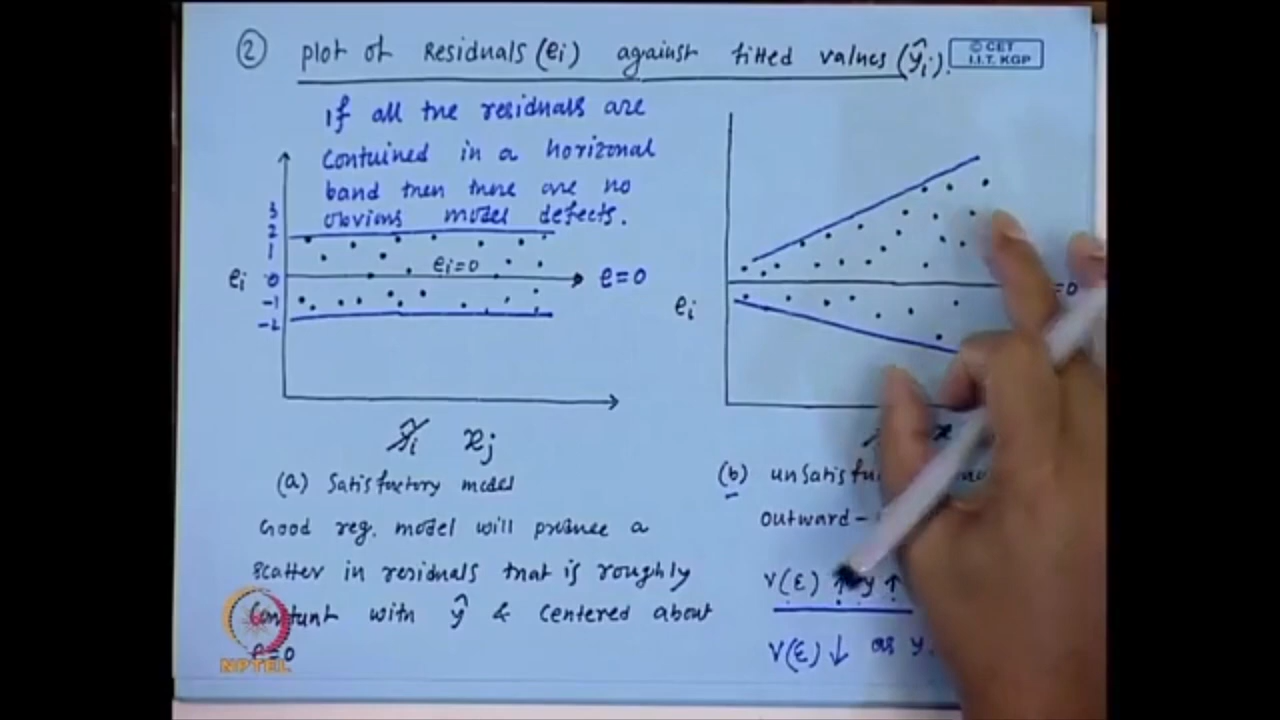 ② plot of Residuals (ei) against fitted values (ŷi).
© CET
I.I.T. KGP
If all the residuals are
contained in a horizonal
band then there are no
obvious model defects.
3
2
1
0
-1
-2
ei
ei=0
e=0
ŷi xj
(a) Satisfactory model
Good reg. model will produce a
scatter in residuals that is roughly
constant with ŷ & centered about
e=0
ei
=0
(b)
outward-
V(ε) ↑ y ↑
V(ε) ↓ as y
NPTEL